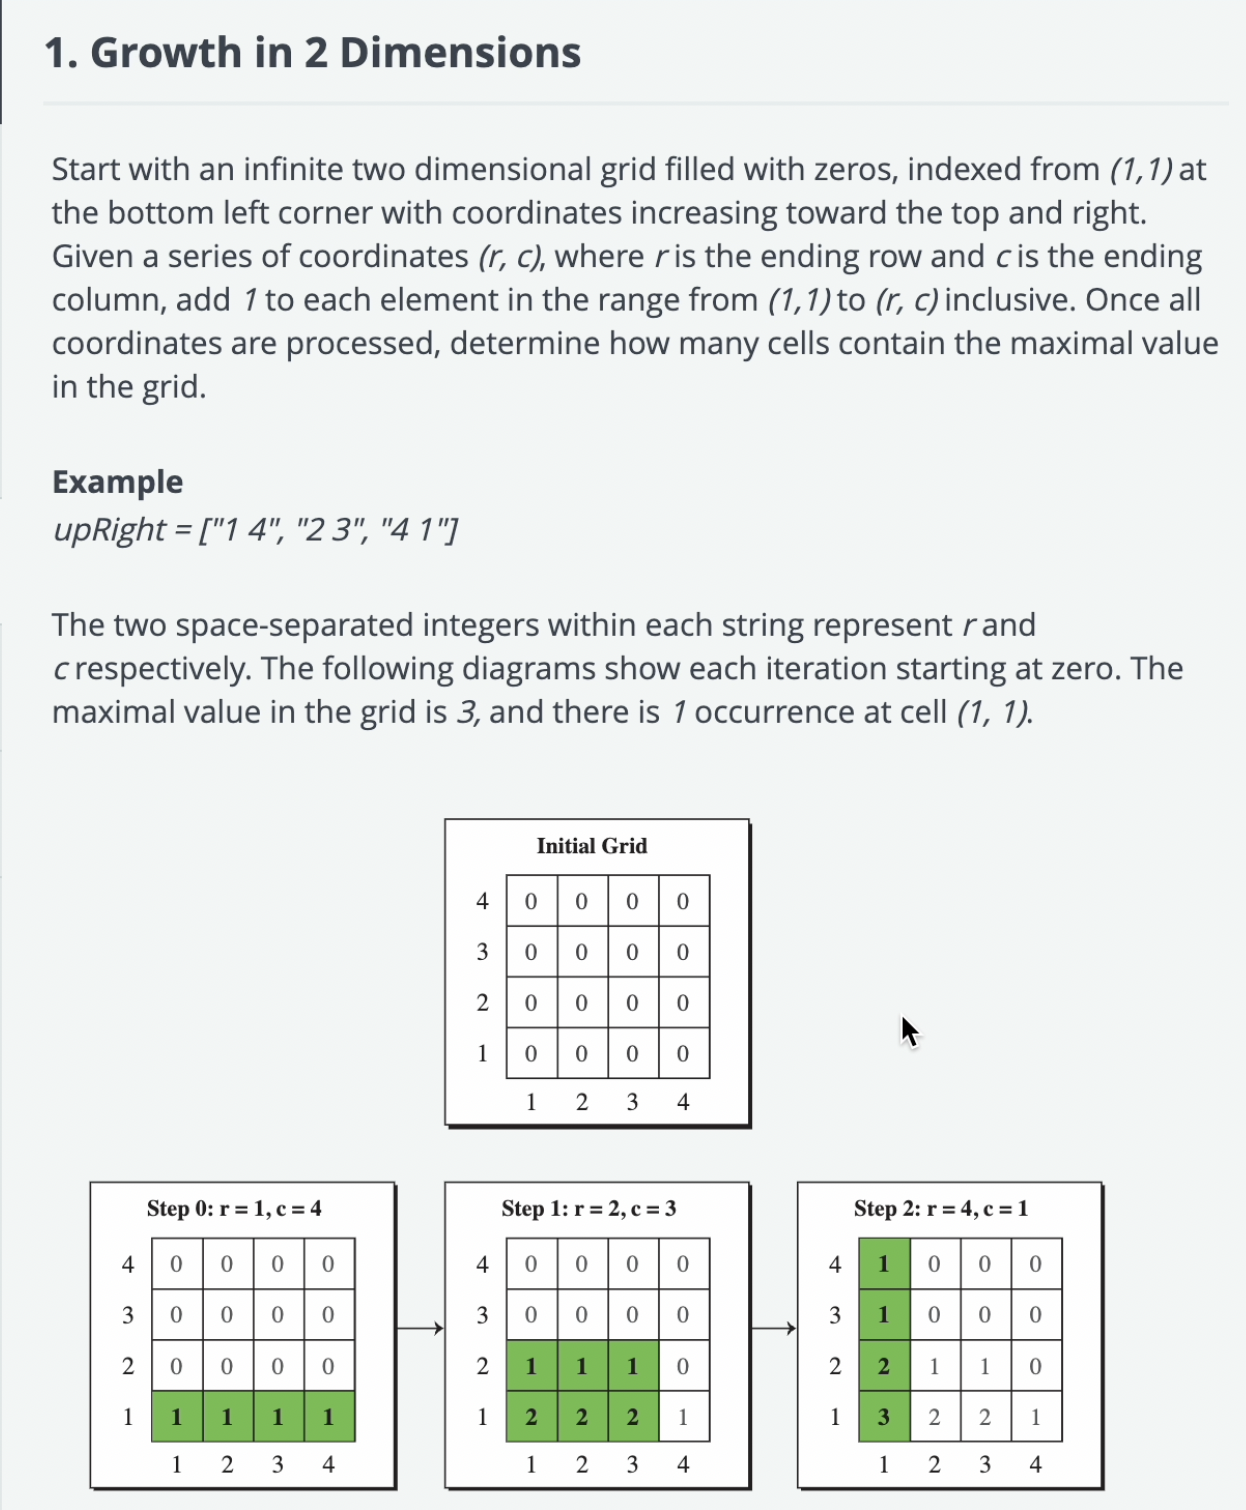 1. Growth in 2 Dimensions
Start with an infinite two dimensional grid filled with zeros, indexed from (1,1) at
the bottom left corner with coordinates increasing toward the top and right.
Given a series of coordinates (r, c), where r is the ending row and c is the ending
column, add 1 to each element in the range from (1,1) to (r, c) inclusive. Once all
coordinates are processed, determine how many cells contain the maximal value
in the grid.
Example
upRight = ["1 4", "2 3", "4 1"]
The two space-separated integers within each string represent r and
c respectively. The following diagrams show each iteration starting at zero. The
maximal value in the grid is 3, and there is 1 occurrence at cell (1, 1).
Initial Grid
4 0 0 0 0
3 0 0 0 0
2 0 0 0 0
1 0 0 0 0
1 2 3 4
Step 0: r = 1, c = 4
4 0 0 0 0
3 0 0 0 0
2 0 0 0 0
1 1 1 1 1
1 2 3 4
Step 1: r = 2, c = 3
4 0 0 0 0
3 0 0 0 0
2 1 1 1 0
1 2 2 2 1
1 2 3 4
Step 2: r = 4, c = 1
4 1 0 0 0
3 1 0 0 0
2 2 1 1 0
1 3 2 2 1
1 2 3 4